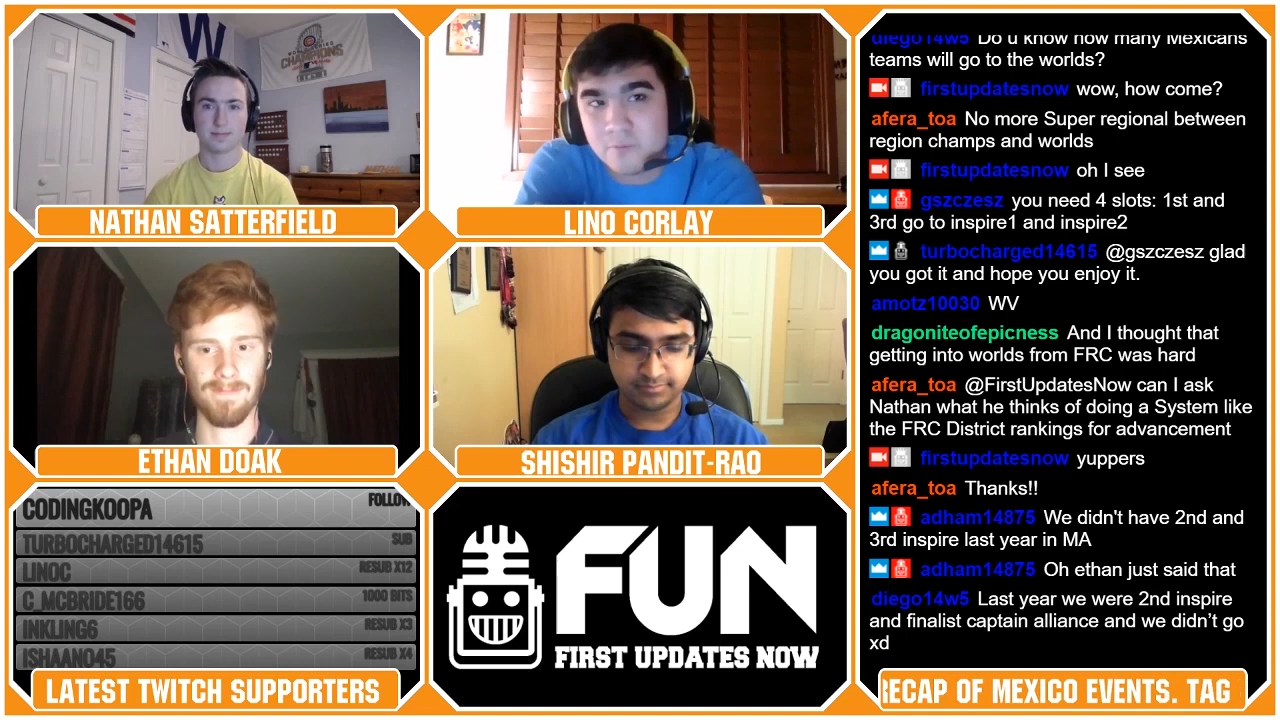 W
CHAMPIONS
NATHAN SATTERFIELD
LINO CORLAY
ETHAN DOAK
SHISHIR PANDIT-RAO
CODINGKOOPA FOLLOW
TURBOCHARGED14615 SUB
LINOC RESUB X12
C_MCBRIDE166 1000 BITS
INKLING6 RESUB X3
ISHAAN045 RESUB X4
LATEST TWITCH SUPPORTERS
FUN
FIRST UPDATES NOW
diego14w5 Do u know how many Mexicans
teams will go to the worlds?
firstupdatesnow wow, how come?
afera_toa No more Super regional between
region champs and worlds
firstupdatesnow oh I see
gszczesz you need 4 slots: 1st and
3rd go to inspire1 and inspire2
turbocharged14615 @gszczesz glad
you got it and hope you enjoy it.
amotz10030 WV
dragoniteofepicness And I thought that
getting into worlds from FRC was hard
afera_toa @FirstUpdatesNow can I ask
Nathan what he thinks of doing a System like
the FRC District rankings for advancement
firstupdatesnow yuppers
afera_toa Thanks!!
adham14875 We didn't have 2nd and
3rd inspire last year in MA
adham14875 Oh ethan just said that
diego14w5 Last year we were 2nd inspire
and finalist captain alliance and we didn't go
xd
RECAP OF MEXICO EVENTS. TAG